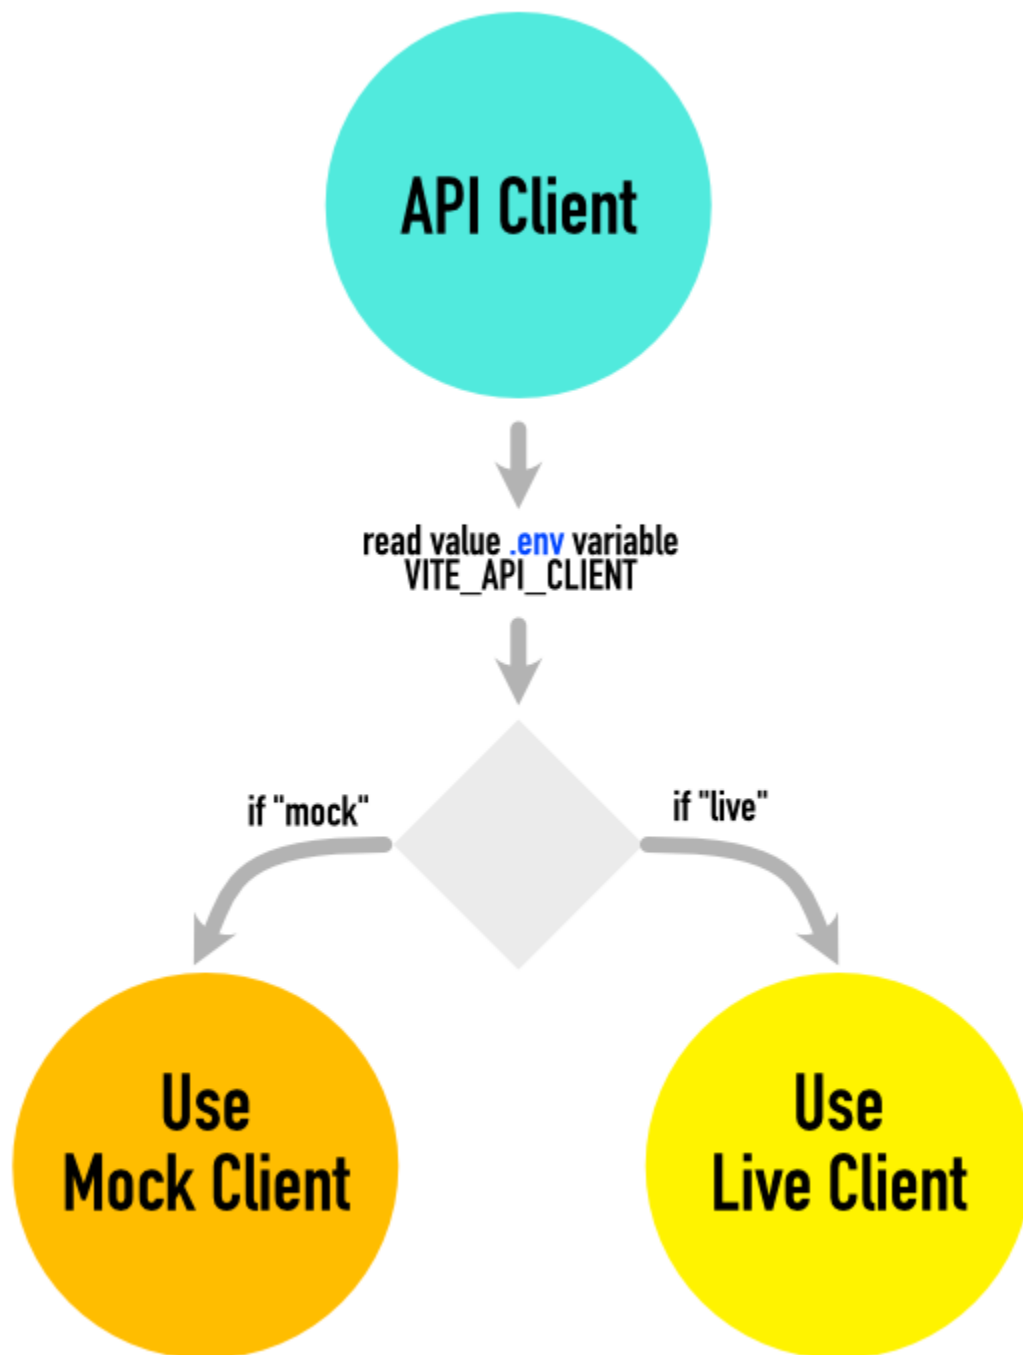 API Client
read value .env variable
VITE_API_CLIENT
if "mock"
if "live"
Use
Mock Client
Use
Live Client